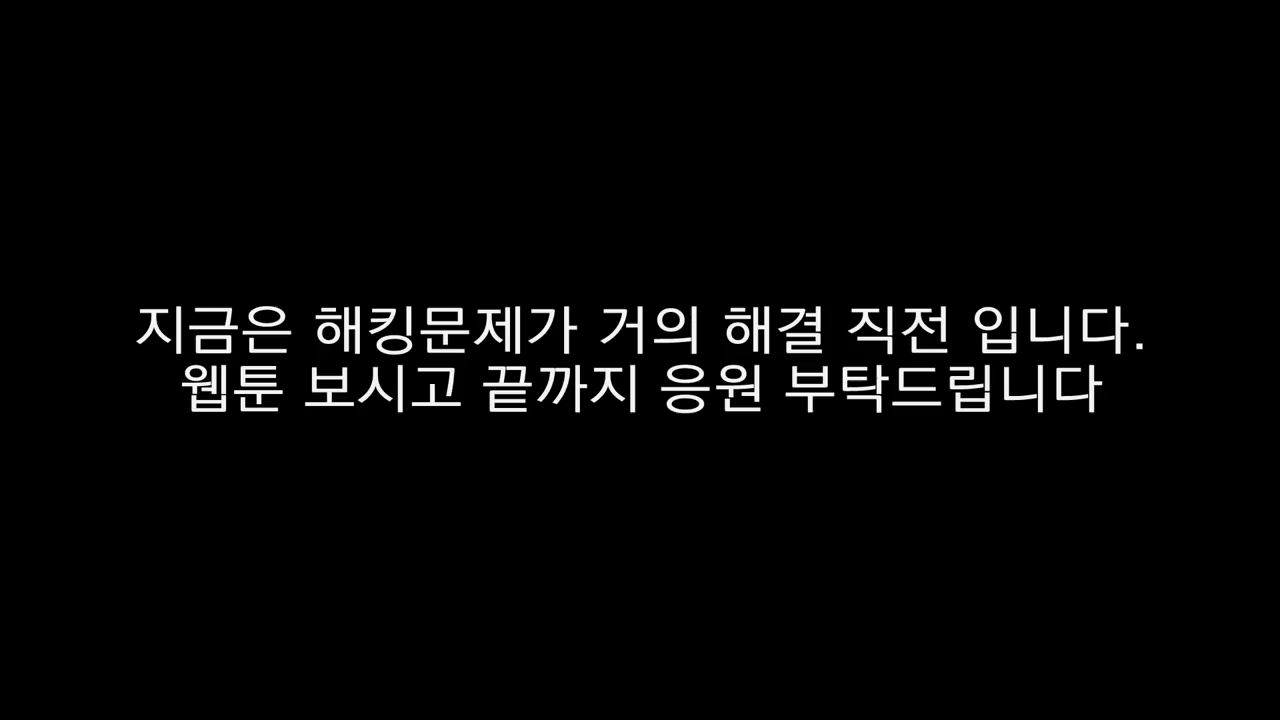 지금은 해킹문제가 거의 해결 직전 입니다.
웹툰 보시고 끝까지 응원 부탁드립니다